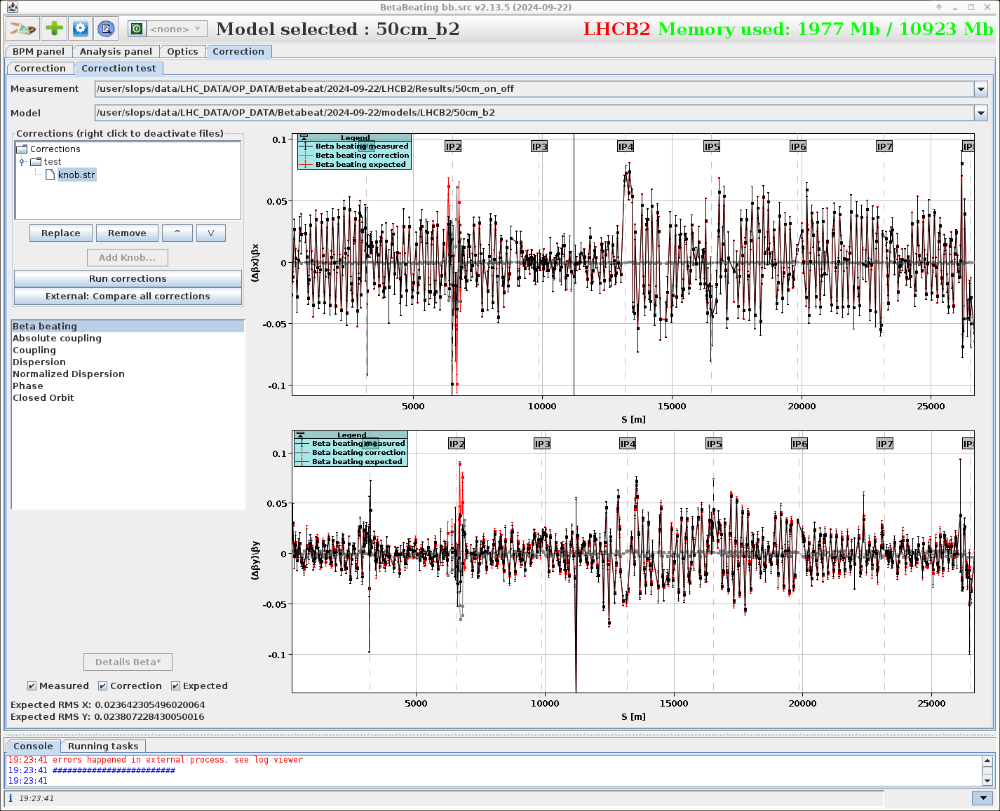 BetaBeating bb.src v2.13.5 (2024-09-22)
<none>
Model selected : 50cm_b2
LHCB2 Memory used: 1977 Mb / 10923 Mb
BPM panel
Analysis panel
Optics
Correction
Correction
Correction test
Measurement
/user/slops/data/LHC_DATA/OP_DATA/Betabeat/2024-09-22/LHCB2/Results/50cm_on_off
Model
/user/slops/data/LHC_DATA/OP_DATA/Betabeat/2024-09-22/models/LHCB2/50cm_b2
Corrections (right click to deactivate files)
Corrections
test
knob.str
Replace
Remove
^
V
Add Knob...
Run corrections
External: Compare all corrections
Beta beating
Absolute coupling
Coupling
Dispersion
Normalized Dispersion
Phase
Closed Orbit
Details Beta*
Measured
Correction
Expected
Expected RMS X: 0.023642305496020064
Expected RMS Y: 0.023807228430050016
Legend
Beta beating measured
Beta beating correction
Beta beating expected
IP1
IP2
IP3
IP4
IP5
IP6
IP7
IP8
0.1
0.05
0
-0.05
-0.1
(Δβx)\βx
5000
10000
15000
20000
25000
S [m]
Legend
Beta beating measured
Beta beating correction
Beta beating expected
IP1
IP2
IP3
IP4
IP5
IP6
IP7
IP8
0.1
0.05
0
-0.05
-0.1
(Δβy)\βy
5000
10000
15000
20000
25000
S [m]
Console
Running tasks
19:23:41 errors happened in external process, see log viewer
19:23:41 #########################
19:23:41
19:23:41